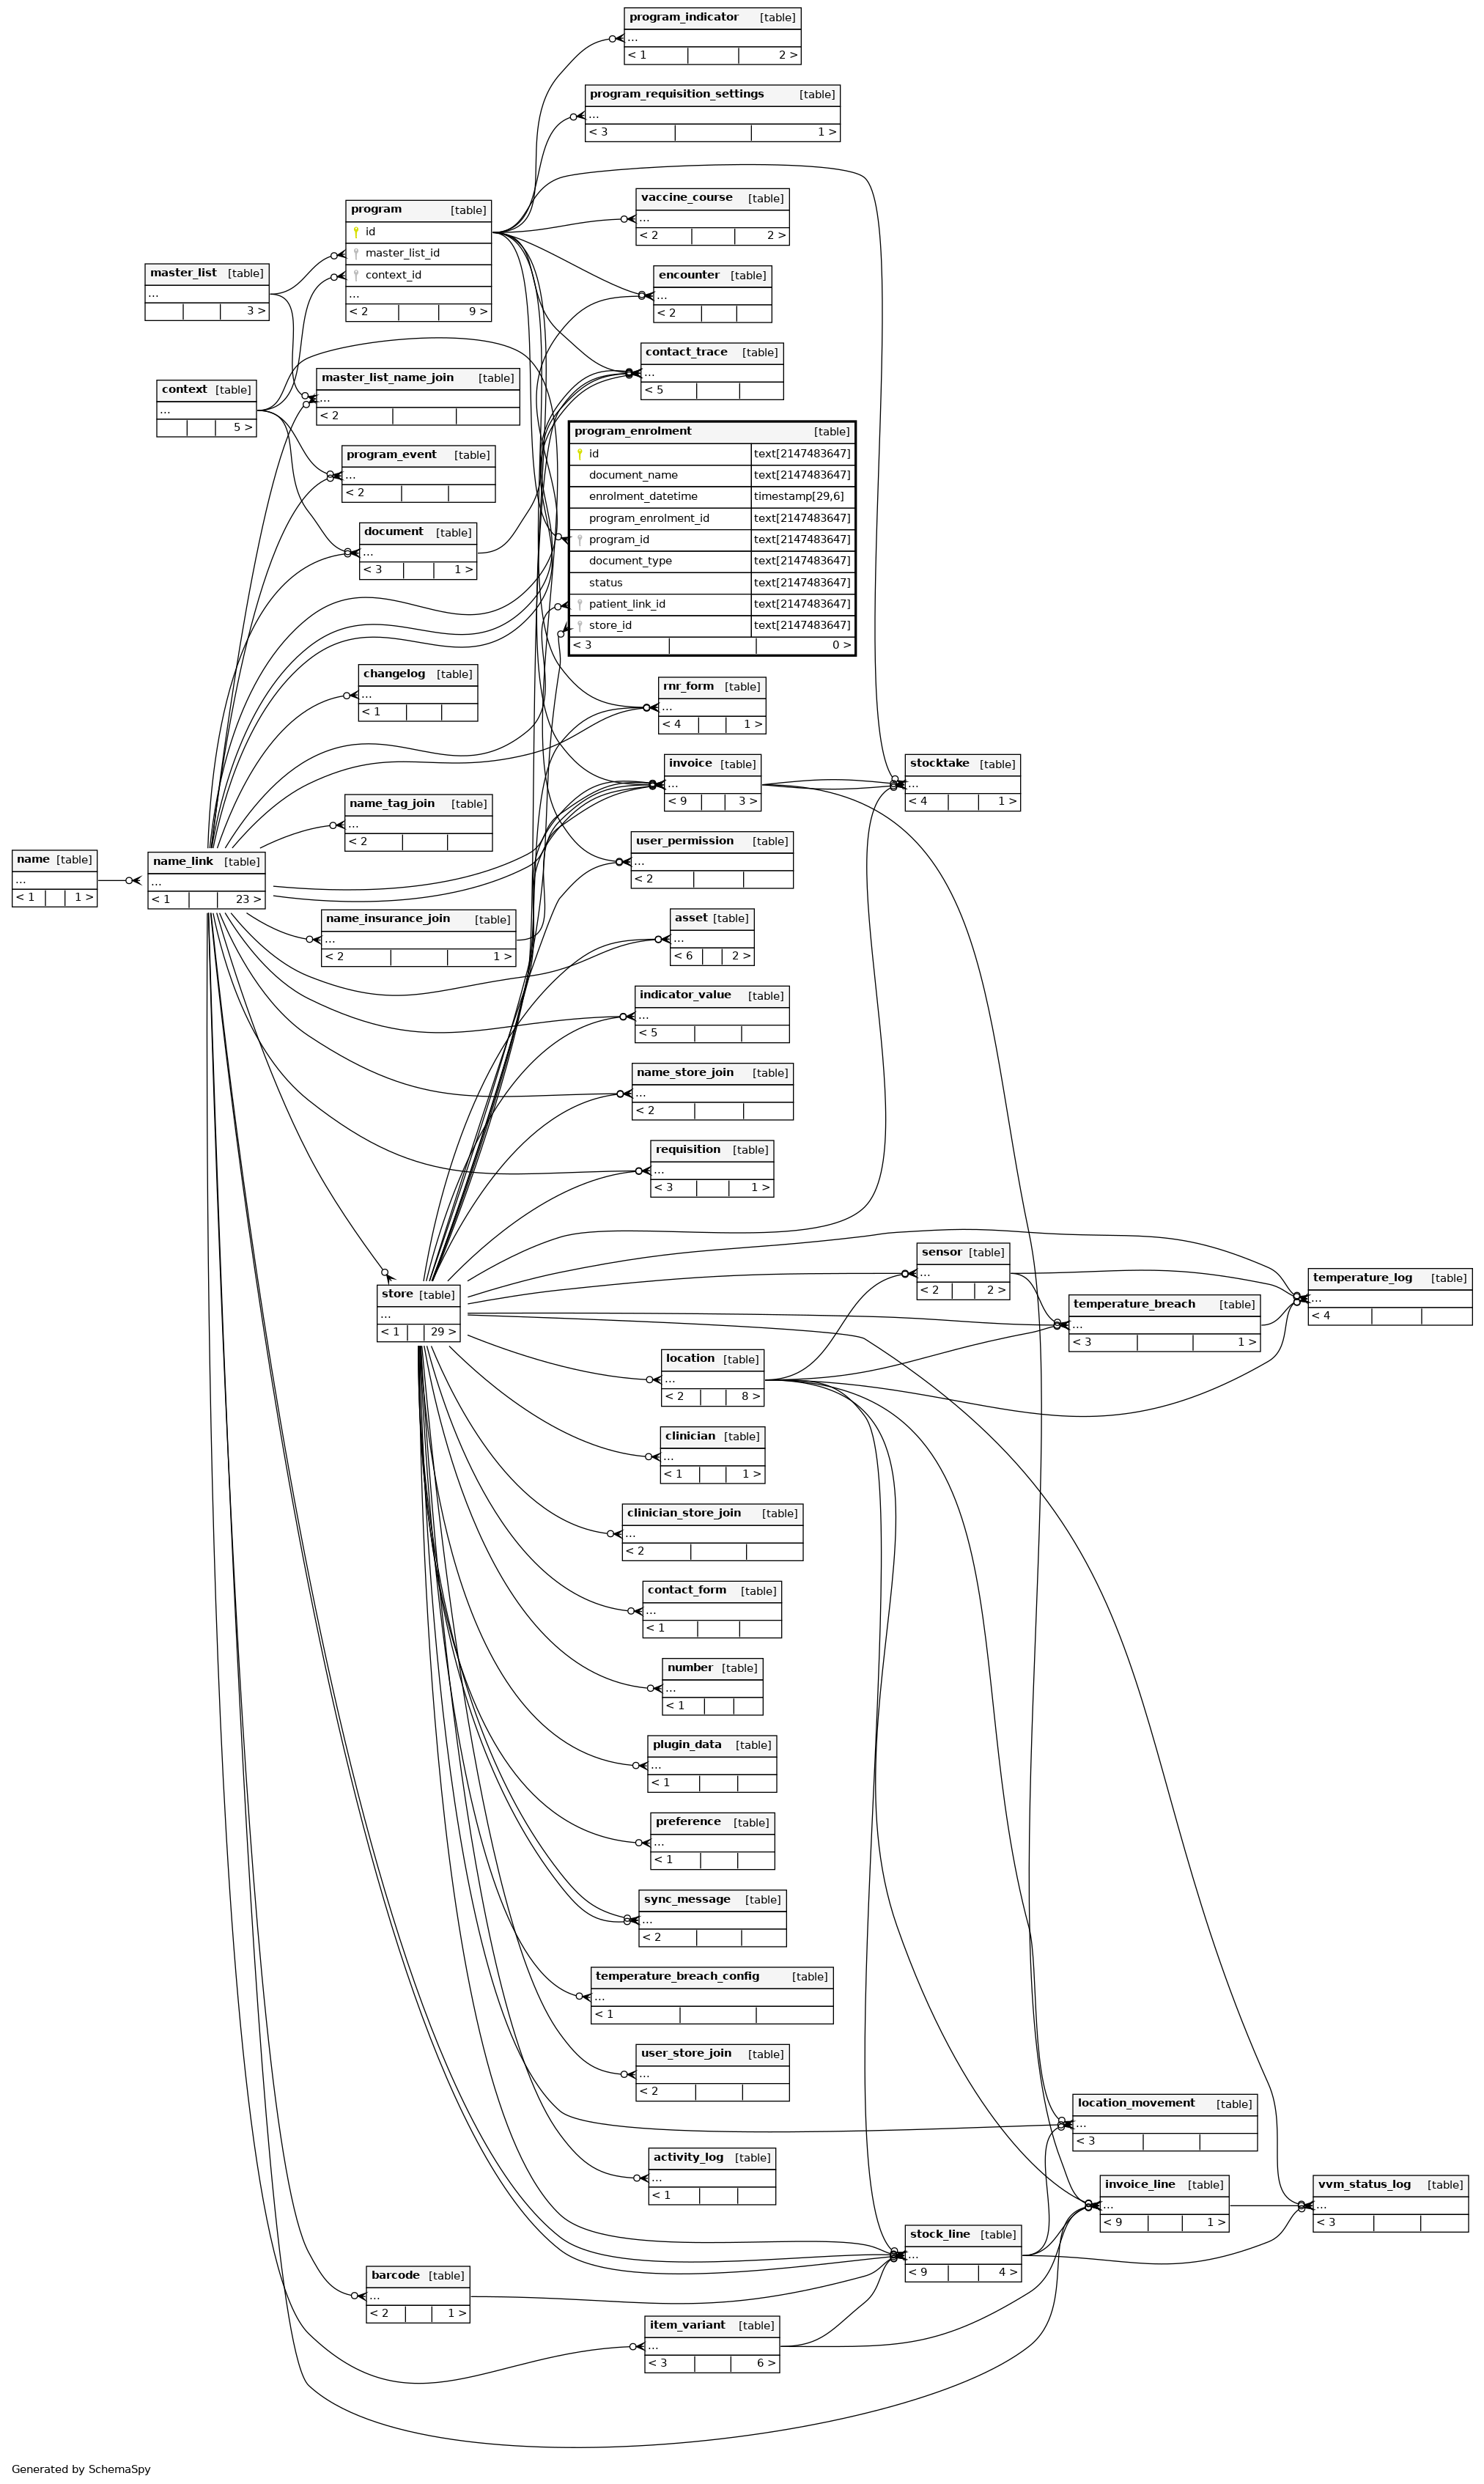 program_indicator [table]
...
< 1 2 >
program_requisition_settings [table]
...
< 3 1 >
vaccine_course [table]
...
< 2 2 >
program [table]
id
master_list_id
context_id
...
< 2 9 >
master_list [table]
...
3 >
encounter [table]
...
< 2
contact_trace [table]
...
< 5
context [table]
...
5 >
master_list_name_join [table]
...
< 2
program_enrolment [table]
id text[2147483647]
document_name text[2147483647]
enrolment_datetime timestamp[29,6]
program_enrolment_id text[2147483647]
program_id text[2147483647]
document_type text[2147483647]
status text[2147483647]
patient_link_id text[2147483647]
store_id text[2147483647]
< 3 0 >
program_event [table]
...
< 2
document [table]
...
< 3 1 >
changelog [table]
...
< 1
rnr_form [table]
...
< 4 1 >
invoice [table]
...
< 9 3 >
stocktake [table]
...
< 4 1 >
name_tag_join [table]
...
< 2
user_permission [table]
...
< 2
name [table]
...
< 1 1 >
name_link [table]
...
< 1 23 >
name_insurance_join [table]
...
< 2 1 >
asset [table]
...
< 6 2 >
indicator_value [table]
...
< 5
name_store_join [table]
...
< 2
requisition [table]
...
< 3 1 >
sensor [table]
...
< 2 2 >
temperature_log [table]
...
< 4
store [table]
...
< 1 29 >
temperature_breach [table]
...
< 3 1 >
location [table]
...
< 2 8 >
clinician [table]
...
< 1 1 >
clinician_store_join [table]
...
< 2
contact_form [table]
...
< 1
number [table]
...
< 1
plugin_data [table]
...
< 1
preference [table]
...
< 1
sync_message [table]
...
< 2
temperature_breach_config [table]
...
< 1
user_store_join [table]
...
< 2
location_movement [table]
...
< 3
activity_log [table]
...
< 1
invoice_line [table]
...
< 9 1 >
vvm_status_log [table]
...
< 3
stock_line [table]
...
< 9 4 >
barcode [table]
...
< 2 1 >
item_variant [table]
...
< 3 6 >
Generated by SchemaSpy